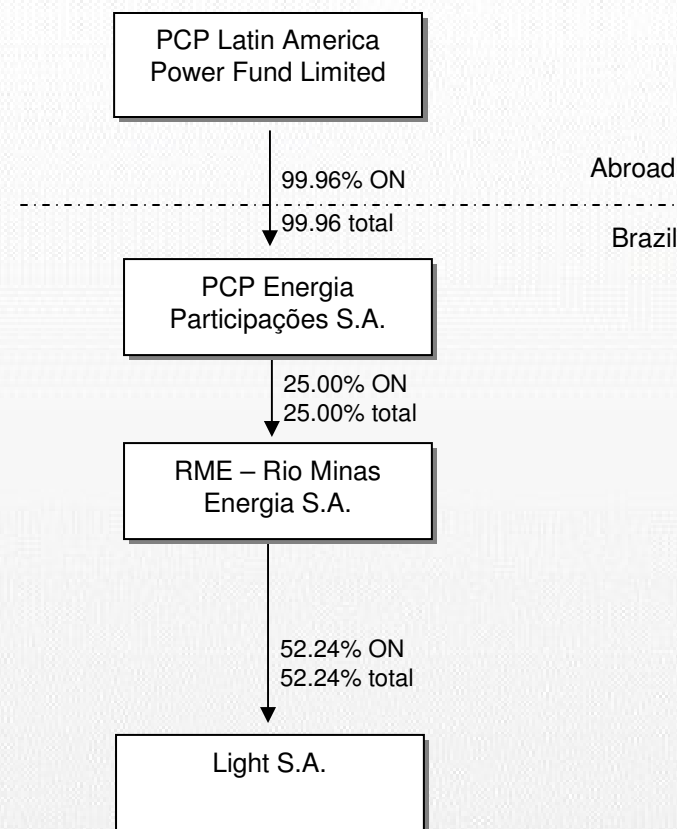 PCP Latin America
Power Fund Limited
99.96% ON
Abroad
99.96 total
Brazil
PCP Energia
Participações S.A.
25.00% ON
25.00% total
RME – Rio Minas
Energia S.A.
52.24% ON
52.24% total
Light S.A.